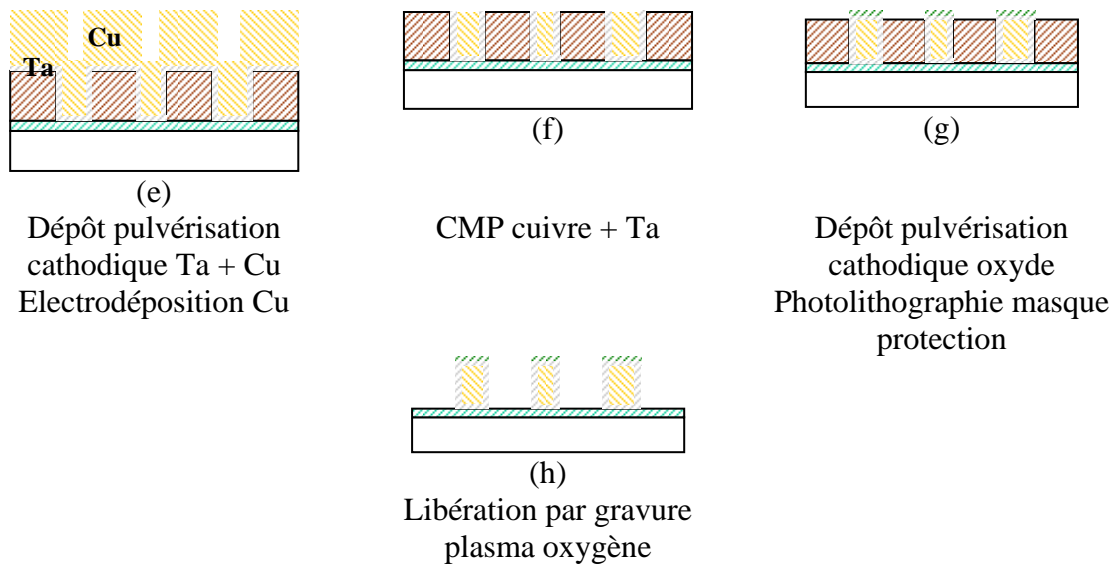 Cu
Ta
(e)
Dépôt pulvérisation
cathodique Ta + Cu
Electrodéposition Cu
(f)
CMP cuivre + Ta
(g)
Dépôt pulvérisation
cathodique oxyde
Photolithographie masque
protection
(h)
Libération par gravure
plasma oxygène